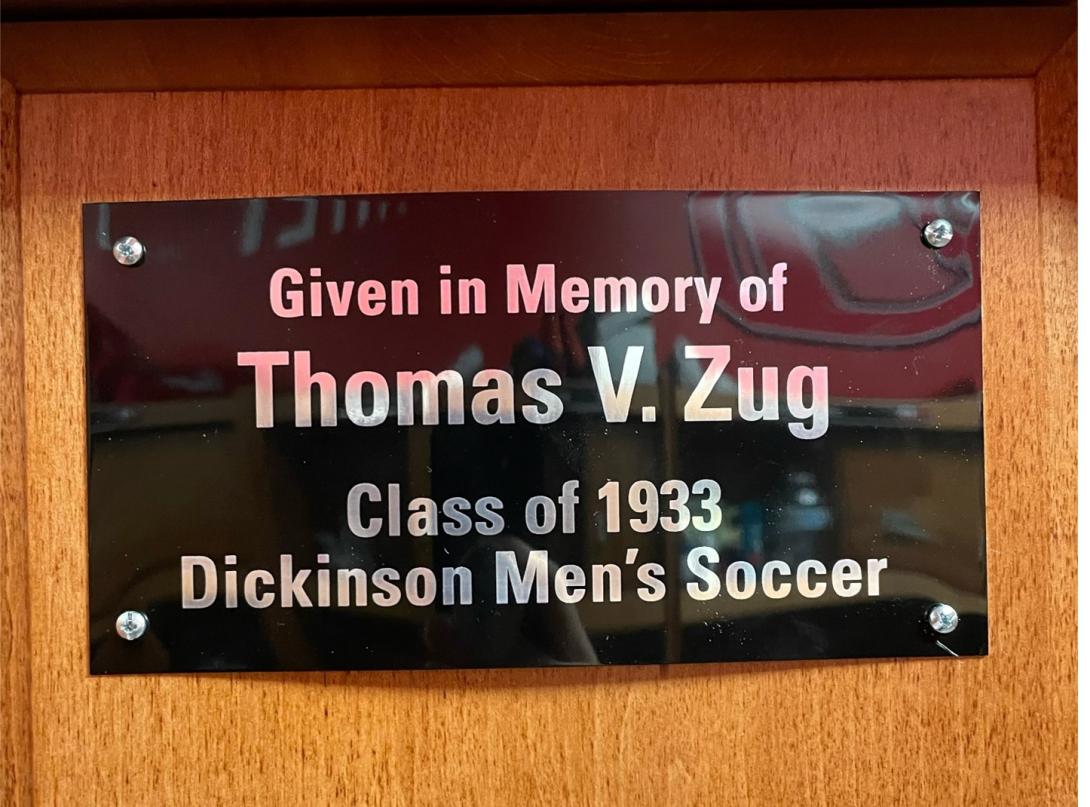 Given in Memory of
Thomas V. Zug
Class of 1933
Dickinson Men's Soccer